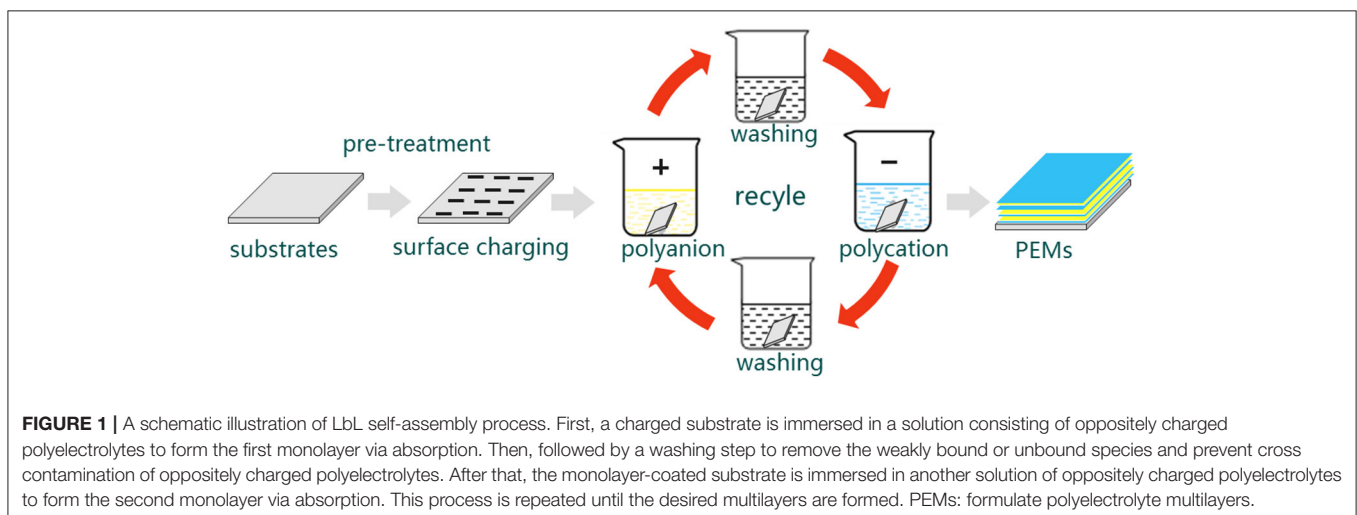 washing
pre-treatment
+
−
recyle
substrates
surface charging
polyanion
polycation
PEMs
washing
FIGURE 1 | A schematic illustration of LbL self-assembly process. First, a charged substrate is immersed in a solution consisting of oppositely charged
polyelectrolytes to form the first monolayer via absorption. Then, followed by a washing step to remove the weakly bound or unbound species and prevent cross
contamination of oppositely charged polyelectrolytes. After that, the monolayer-coated substrate is immersed in another solution of oppositely charged polyelectrolytes
to form the second monolayer via absorption. This process is repeated until the desired multilayers are formed. PEMs: formulate polyelectrolyte multilayers.